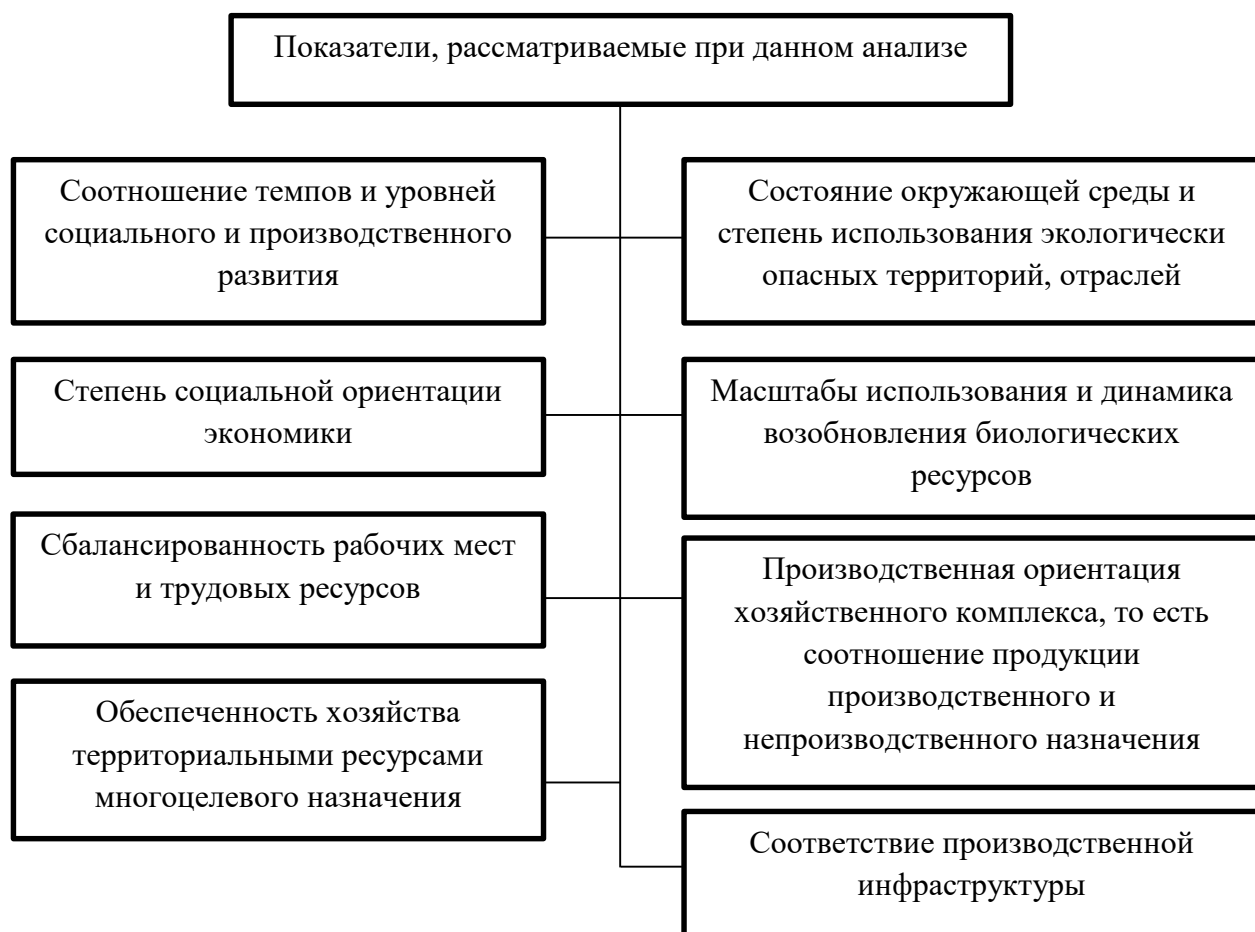 Показатели, рассматриваемые при данном анализе
Соотношение темпов и уровней
социального и производственного
развития
Состояние окружающей среды и
степень использования экологически
опасных территорий, отраслей
Степень социальной ориентации
экономики
Масштабы использования и динамика
возобновления биологических
ресурсов
Сбалансированность рабочих мест
и трудовых ресурсов
Производственная ориентация
хозяйственного комплекса, то есть
соотношение продукции
производственного и
непроизводственного назначения
Обеспеченность хозяйства
территориальными ресурсами
многоцелевого назначения
Соответствие производственной
инфраструктуры